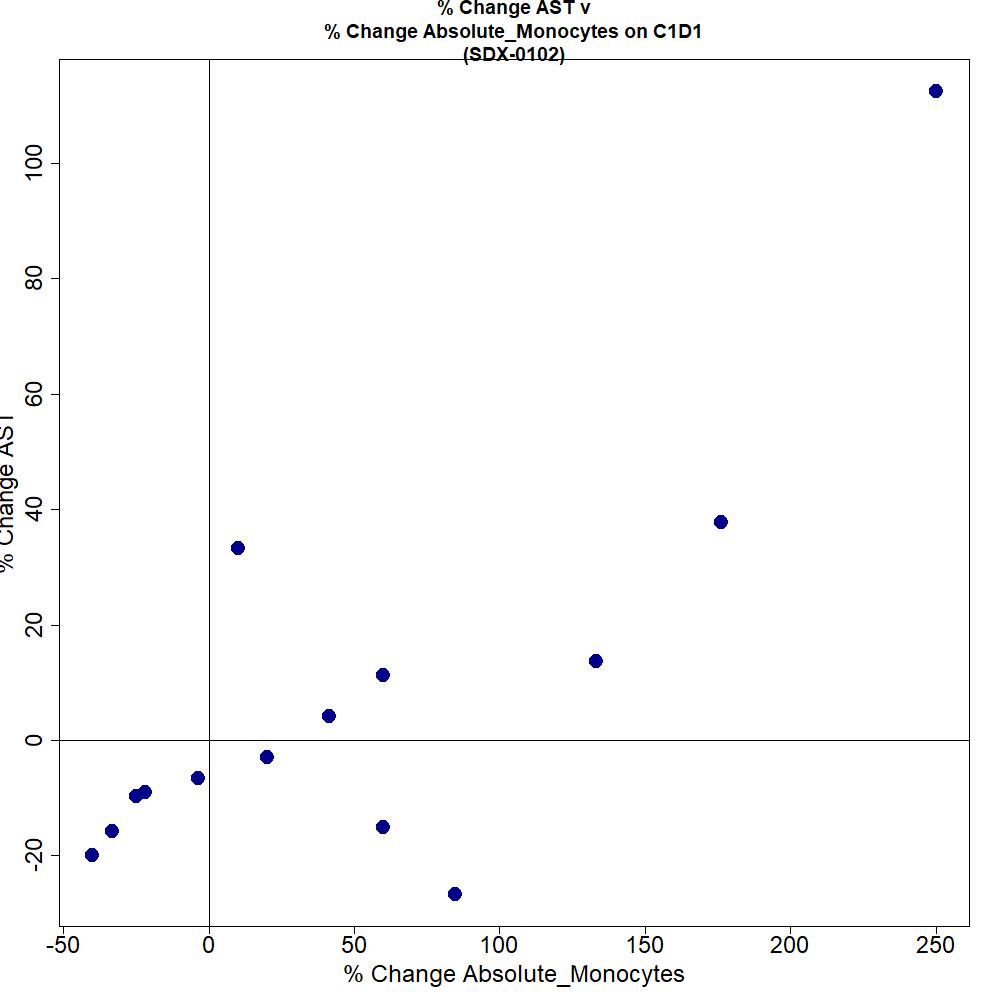 % Change AST v
% Change Absolute_Monocytes on C1D1
(SDX-0102)
% Change AST
100
80
60
40
20
0
-20
-50
0
50
100
150
200
250
% Change Absolute_Monocytes